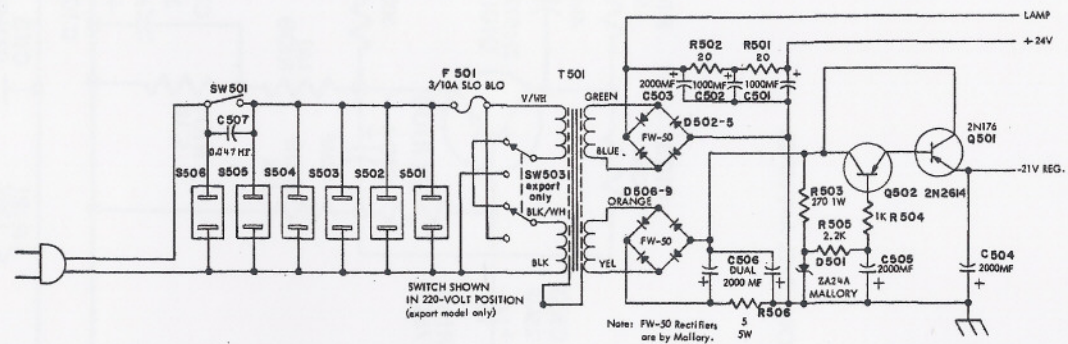 LAMP
+24V
R502
20
R501
20
F 501
3/10A SLO BLO
T501
SW501
V/WH
GREEN
2000MF
C503
1000MF
C502
1000MF
C501
C507
0.047 MF.
D502-5
2N176
Q501
FW-50
BLUE
S506
S505
S504
S503
S502
S501
SW503
export
only
-21V REG.
D506-9
R503
270 1W
Q502
2N2614
ORANGE
1K R504
BLK/WH
R505
2.2K
FW-50
C506
DUAL
2000 MF
D501
C505
2000MF
C504
2000MF
BLK
YEL
ZA24A
MALLORY
SWITCH SHOWN
IN 220-VOLT POSITION
(export model only)
R506
5
5W
Note: FW-50 Rectifiers
are by Mallory.